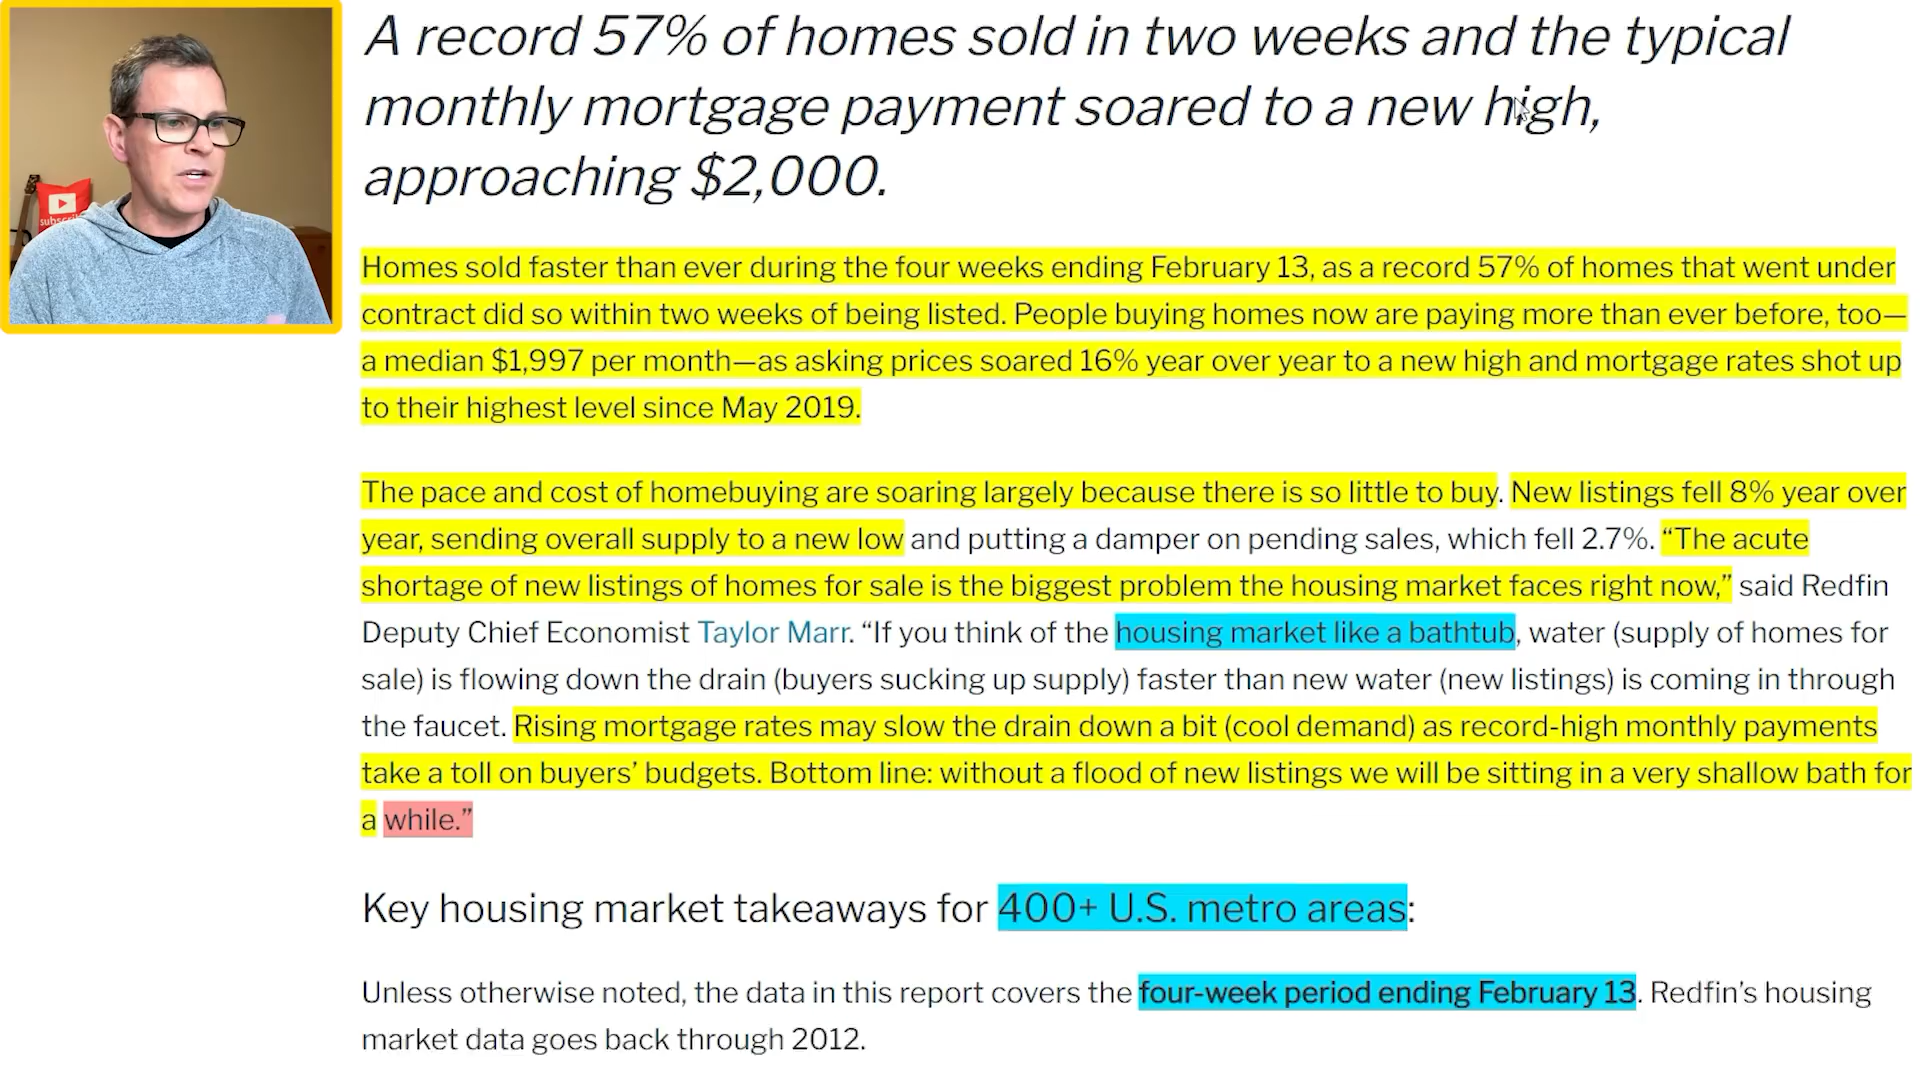 A record 57% of homes sold in two weeks and the typical
monthly mortgage payment soared to a new high,
approaching $2,000.
subscri
Homes sold faster than ever during the four weeks ending February 13, as a record 57% of homes that went under
contract did so within two weeks of being listed. People buying homes now are paying more than ever before, too—
a median $1,997 per month—as asking prices soared 16% year over year to a new high and mortgage rates shot up
to their highest level since May 2019.
The pace and cost of homebuying are soaring largely because there is so little to buy. New listings fell 8% year over
year, sending overall supply to a new low and putting a damper on pending sales, which fell 2.7%. “The acute
shortage of new listings of homes for sale is the biggest problem the housing market faces right now,” said Redfin
Deputy Chief Economist Taylor Marr. “If you think of the housing market like a bathtub, water (supply of homes for
sale) is flowing down the drain (buyers sucking up supply) faster than new water (new listings) is coming in through
the faucet. Rising mortgage rates may slow the drain down a bit (cool demand) as record-high monthly payments
take a toll on buyers’ budgets. Bottom line: without a flood of new listings we will be sitting in a very shallow bath for
a while.”
Key housing market takeaways for 400+ U.S. metro areas:
Unless otherwise noted, the data in this report covers the four-week period ending February 13. Redfin’s housing
market data goes back through 2012.